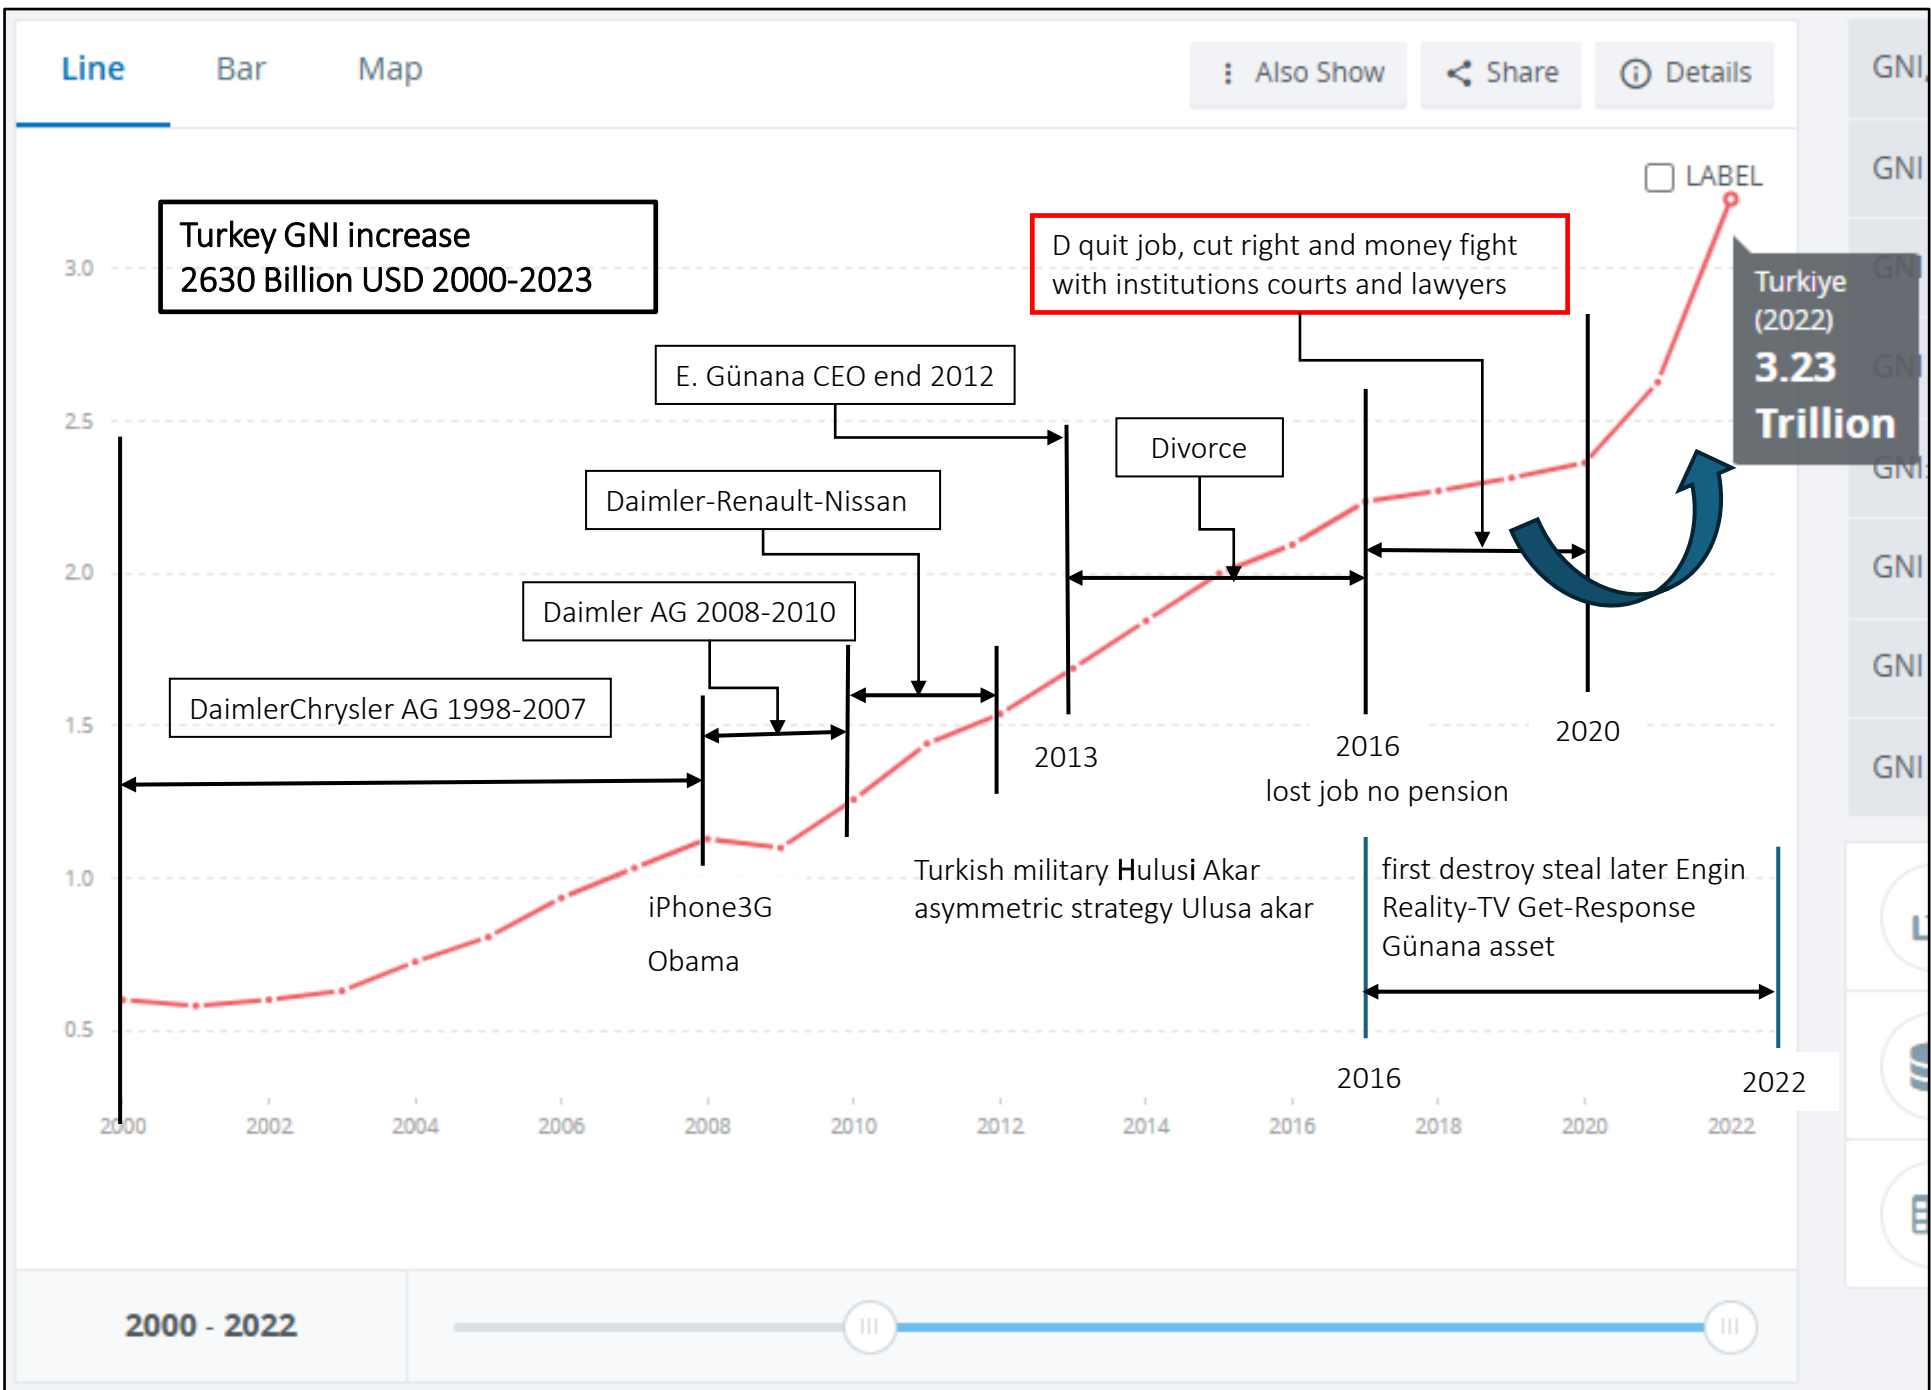 Line
Bar
Map
Also Show
Share
Details
GNI,
LABEL
GNI
Turkey GNI increase
2630 Billion USD 2000-2023
D quit job, cut right and money fight
with institutions courts and lawyers
3.0
GNI
Turkiye
(2022)
3.23
Trillion
GNI
E. Günana CEO end 2012
2.5
Divorce
GNI:
Daimler-Renault-Nissan
2.0
GNI
Daimler AG 2008-2010
GNI
DaimlerChrysler AG 1998-2007
1.5
2013
2016
2020
GNI
lost job no pension
1.0
iPhone3G
Obama
Turkish military Hulusi Akar
asymmetric strategy Ulusa akar
first destroy steal later Engin
Reality-TV Get-Response
Günana asset
0.5
2016
2022
2000
2002
2004
2006
2008
2010
2012
2014
2016
2018
2020
2022
2000 - 2022